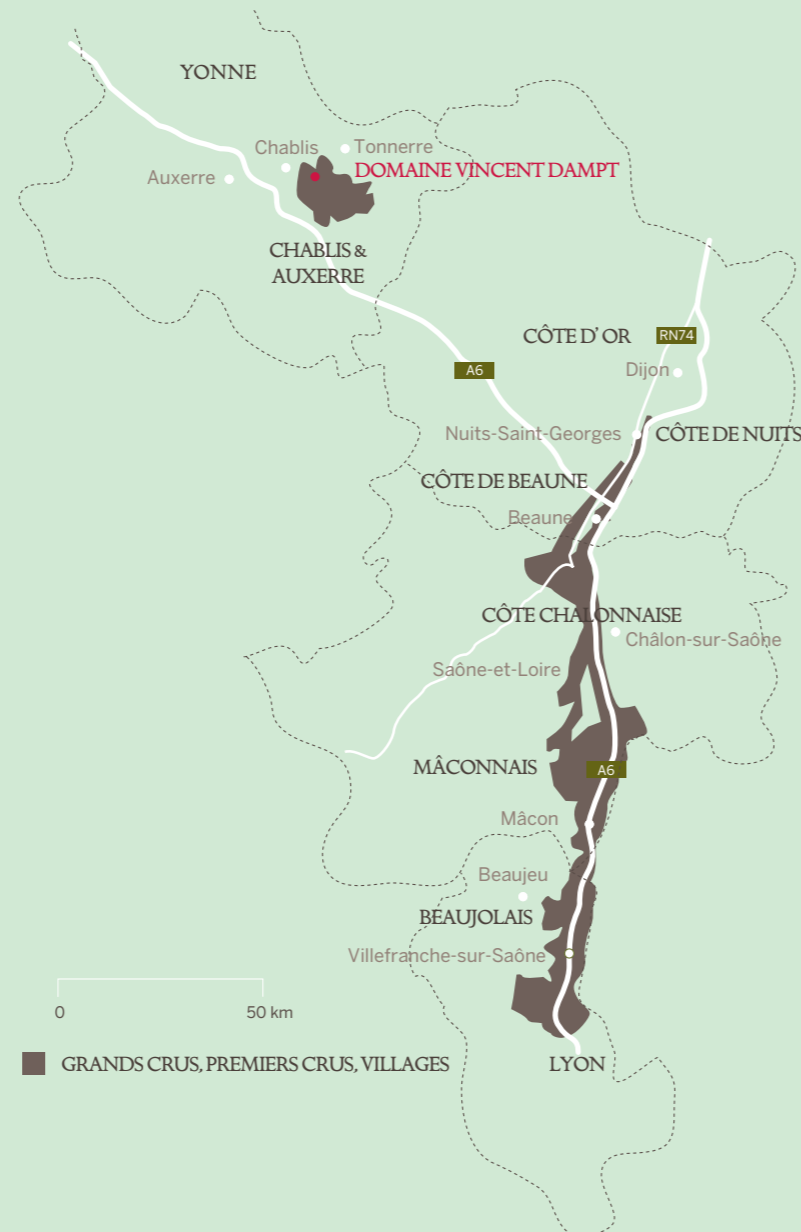 YONNE
Chablis
Tonnerre
Auxerre
DOMAINE VINCENT DAMPT
CHABLIS &
AUXERRE
CÔTE D' OR
RN74
A6
Dijon
Nuits-Saint-Georges
CÔTE DE NUITS
CÔTE DE BEAUNE
Beaune
CÔTE CHALONNAISE
Châlon-sur-Saône
Saône-et-Loire
MÂCONNAIS
A6
Mâcon
Beaujeu
BEAUJOLAIS
Villefranche-sur-Saône
0
50 km
GRANDS CRUS, PREMIERS CRUS, VILLAGES
LYON